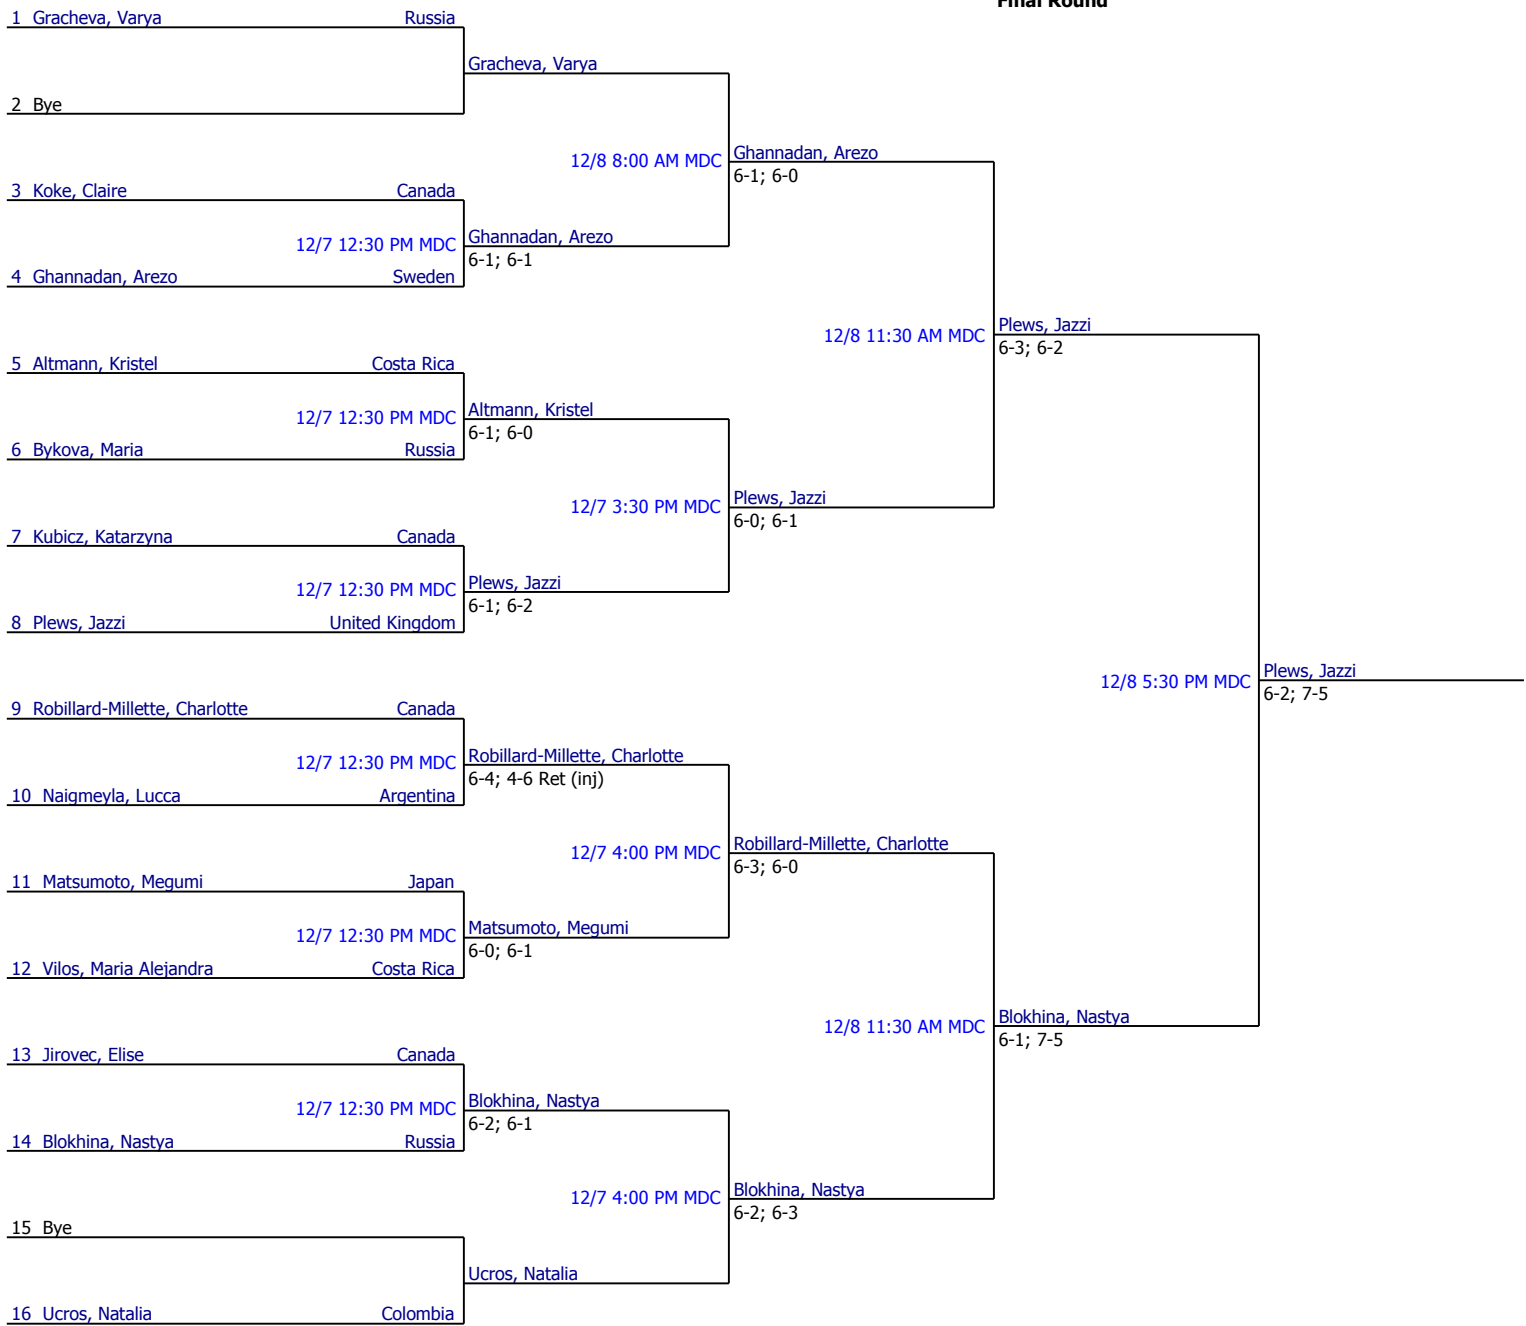 Final Round
1 Gracheva, Varya Russia
Gracheva, Varya
2 Bye
12/8 8:00 AM MDC Ghannadan, Arezo
6-1; 6-0
3 Koke, Claire Canada
12/7 12:30 PM MDC Ghannadan, Arezo
6-1; 6-1
4 Ghannadan, Arezo Sweden
12/8 11:30 AM MDC Plews, Jazzi
6-3; 6-2
5 Altmann, Kristel Costa Rica
12/7 12:30 PM MDC Altmann, Kristel
6-1; 6-0
6 Bykova, Maria Russia
12/7 3:30 PM MDC Plews, Jazzi
6-0; 6-1
7 Kubicz, Katarzyna Canada
12/7 12:30 PM MDC Plews, Jazzi
6-1; 6-2
8 Plews, Jazzi United Kingdom
12/8 5:30 PM MDC Plews, Jazzi
6-2; 7-5
9 Robillard-Millette, Charlotte Canada
12/7 12:30 PM MDC Robillard-Millette, Charlotte
6-4; 4-6 Ret (inj)
10 Naigmeyla, Lucca Argentina
12/7 4:00 PM MDC Robillard-Millette, Charlotte
6-3; 6-0
11 Matsumoto, Megumi Japan
12/7 12:30 PM MDC Matsumoto, Megumi
6-0; 6-1
12 Vilos, Maria Alejandra Costa Rica
12/8 11:30 AM MDC Blokhina, Nastya
6-1; 7-5
13 Jirovec, Elise Canada
12/7 12:30 PM MDC Blokhina, Nastya
6-2; 6-1
14 Blokhina, Nastya Russia
12/7 4:00 PM MDC Blokhina, Nastya
6-2; 6-3
15 Bye
Ucros, Natalia
16 Ucros, Natalia Colombia